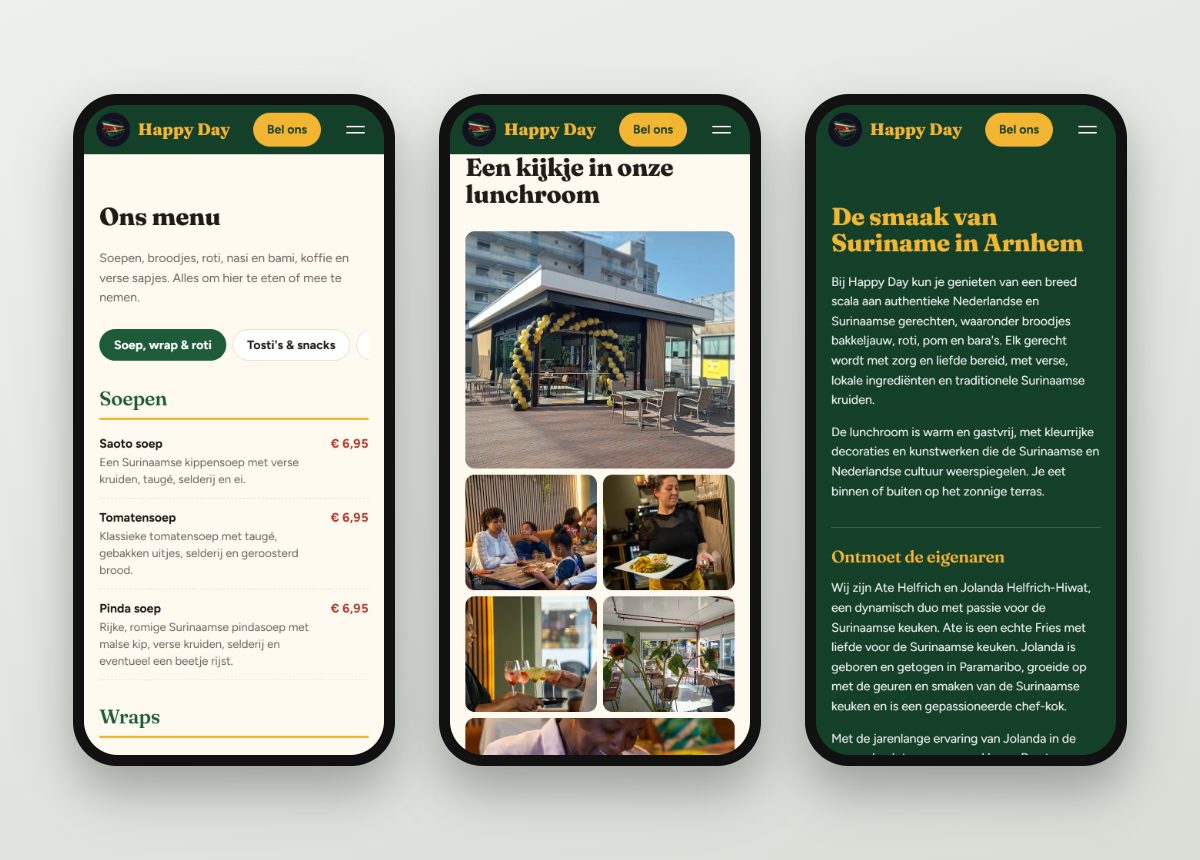 Happy Day
Bel ons
Ons menu
Soepen, broodjes, roti, nasi en bami, koffie en
verse sapjes. Alles om hier te eten of mee te
nemen.
Soep, wrap & roti
Tosti's & snacks
Soepen
Saoto soep
€ 6,95
Een Surinaamse kippensoep met verse
kruiden, taugé, selderij en ei.
Tomatensoep
€ 6,95
Klassieke tomatensoep met taugé,
gebakken uitjes, selderij en geroosterd
brood.
Pinda soep
€ 6,95
Rijke, romige Surinaamse pindasoep met
malse kip, verse kruiden, selderij en
eventueel een beetje rijst.
Wraps
Happy Day
Bel ons
Een kijkje in onze
lunchroom
Happy Day
Bel ons
De smaak van
Suriname in Arnhem
Bij Happy Day kun je genieten van een breed
scala aan authentieke Nederlandse en
Surinaamse gerechten, waaronder broodjes
bakkeljauw, roti, pom en bara's. Elk gerecht
wordt met zorg en liefde bereid, met verse,
lokale ingrediënten en traditionele Surinaamse
kruiden.
De lunchroom is warm en gastvrij, met kleurrijke
decoraties en kunstwerken die de Surinaamse en
Nederlandse cultuur weerspiegelen. Je eet
binnen of buiten op het zonnige terras.
Ontmoet de eigenaren
Wij zijn Ate Helfrich en Jolanda Helfrich-Hiwat,
een dynamisch duo met passie voor de
Surinaamse keuken. Ate is een echte Fries met
liefde voor de Surinaamse keuken. Jolanda is
geboren en getogen in Paramaribo, groeide op
met de geuren en smaken van de Surinaamse
keuken en is een gepassioneerde chef-kok.
Met de jarenlange ervaring van Jolanda in de